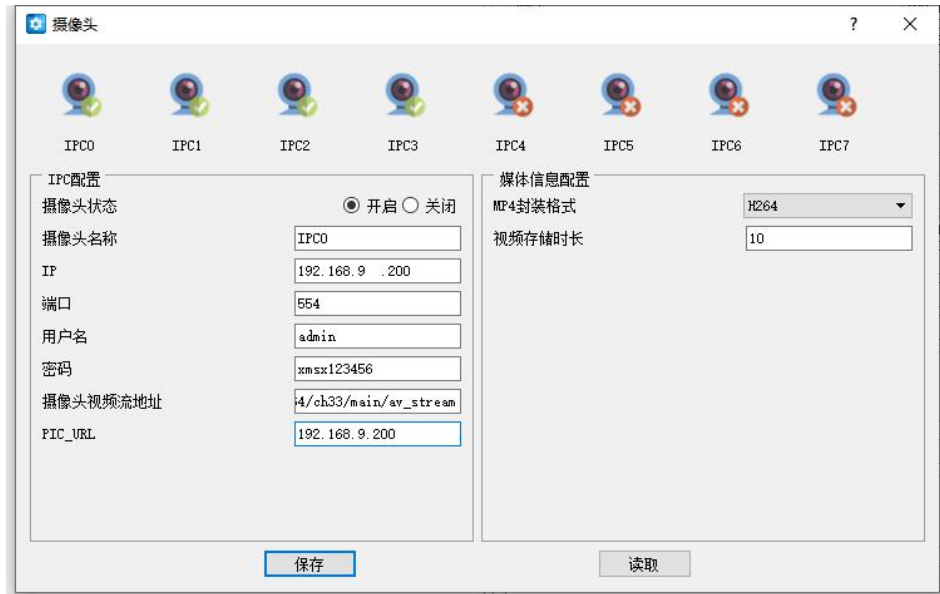 摄像头
?
IPC0 IPC1 IPC2 IPC3 IPC4 IPC5 IPC6 IPC7
IPC配置
摄像头状态 开启 关闭
摄像头名称 IPC0
IP 192.168.9 .200
端口 554
用户名 admin
密码 xmsx123456
摄像头视频流地址 4/ch33/main/av_stream
PIC_URL 192.168.9.200
媒体信息配置
MP4封装格式 H264
视频存储时长 10
保存 读取